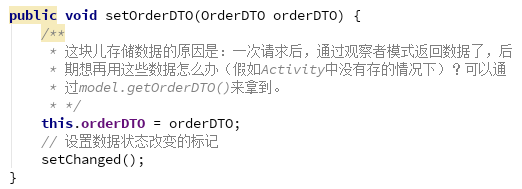 public void setOrderDTO(OrderDTO orderDTO) {
/**
* 这块儿存储数据的原因是：一次请求后，通过观察者模式返回数据了，后
* 期想再用这些数据怎么办（假如Activity中没有存的情况下）？可以通
* 过model.getOrderDTO()来拿到。
* */
this.orderDTO = orderDTO;
// 设置数据状态改变的标记
setChanged();
}